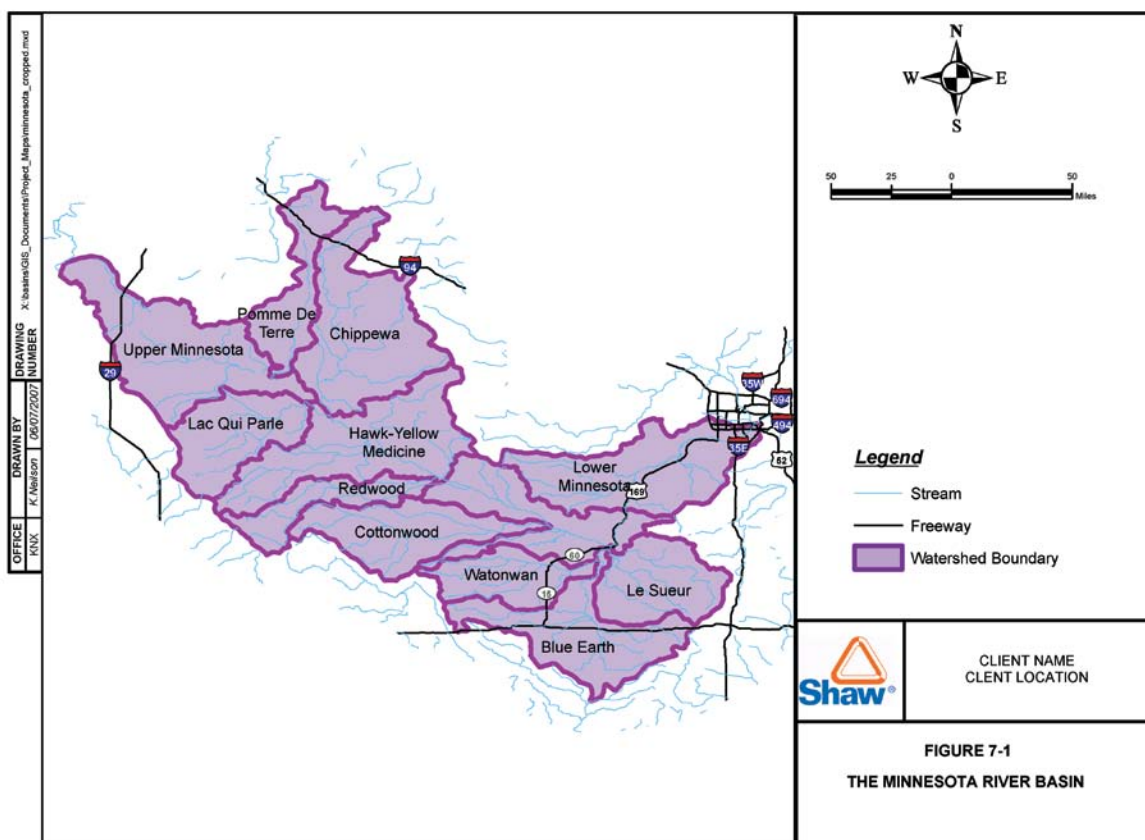 OFFICE
KNX
DRAWN BY
K.Neilson 06/07/2007
DRAWING
NUMBER
X:\basins\GIS_Documents\Project_Maps\minnesota_cropped.mxd
N
W E
S
50 25 0 50
Miles
94
29
Pomme De
Terre
Chippewa
Upper Minnesota
Lac Qui Parle
Hawk-Yellow
Medicine
Redwood
Cottonwood
Lower
Minnesota
Watonwan
Le Sueur
Blue Earth
35W
694
494
35E
52
169
60
15
Legend
Stream
Freeway
Watershed Boundary
Shaw®
CLIENT NAME
CLENT LOCATION
FIGURE 7-1
THE MINNESOTA RIVER BASIN